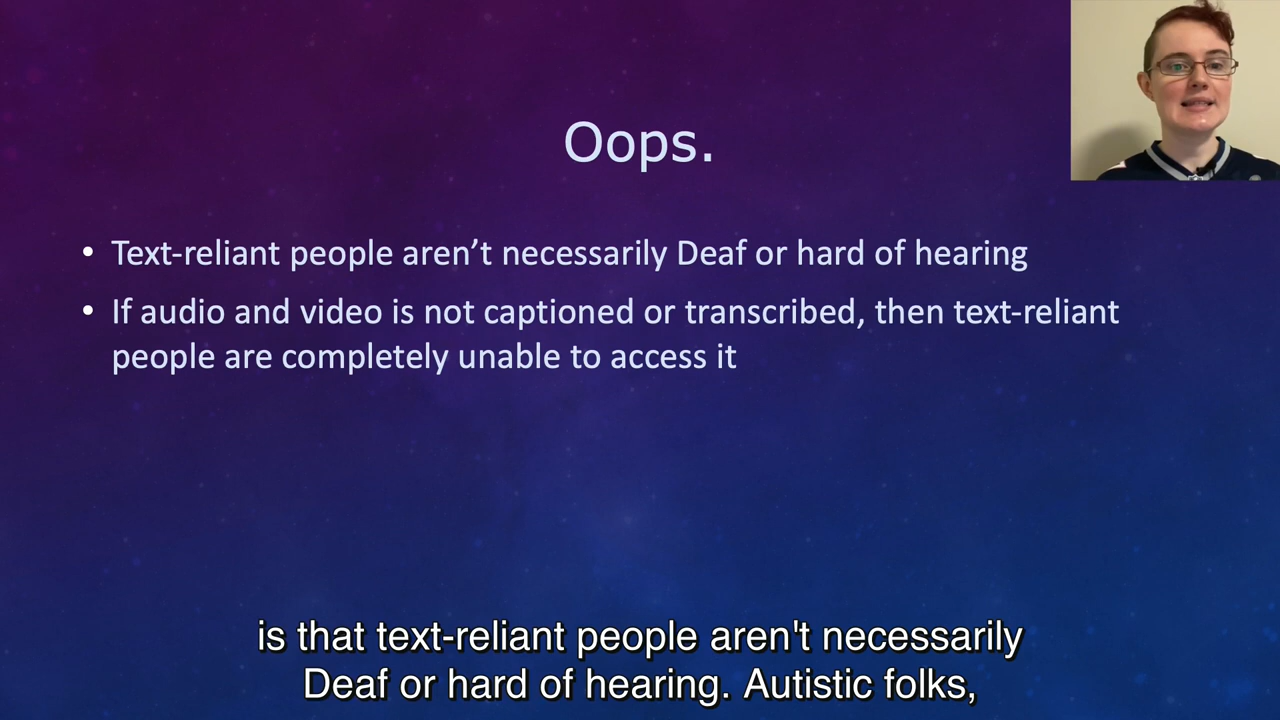 Oops.
• Text-reliant people aren’t necessarily Deaf or hard of hearing
• If audio and video is not captioned or transcribed, then text-reliant
people are completely unable to access it
is that text-reliant people aren't necessarily
Deaf or hard of hearing. Autistic folks,